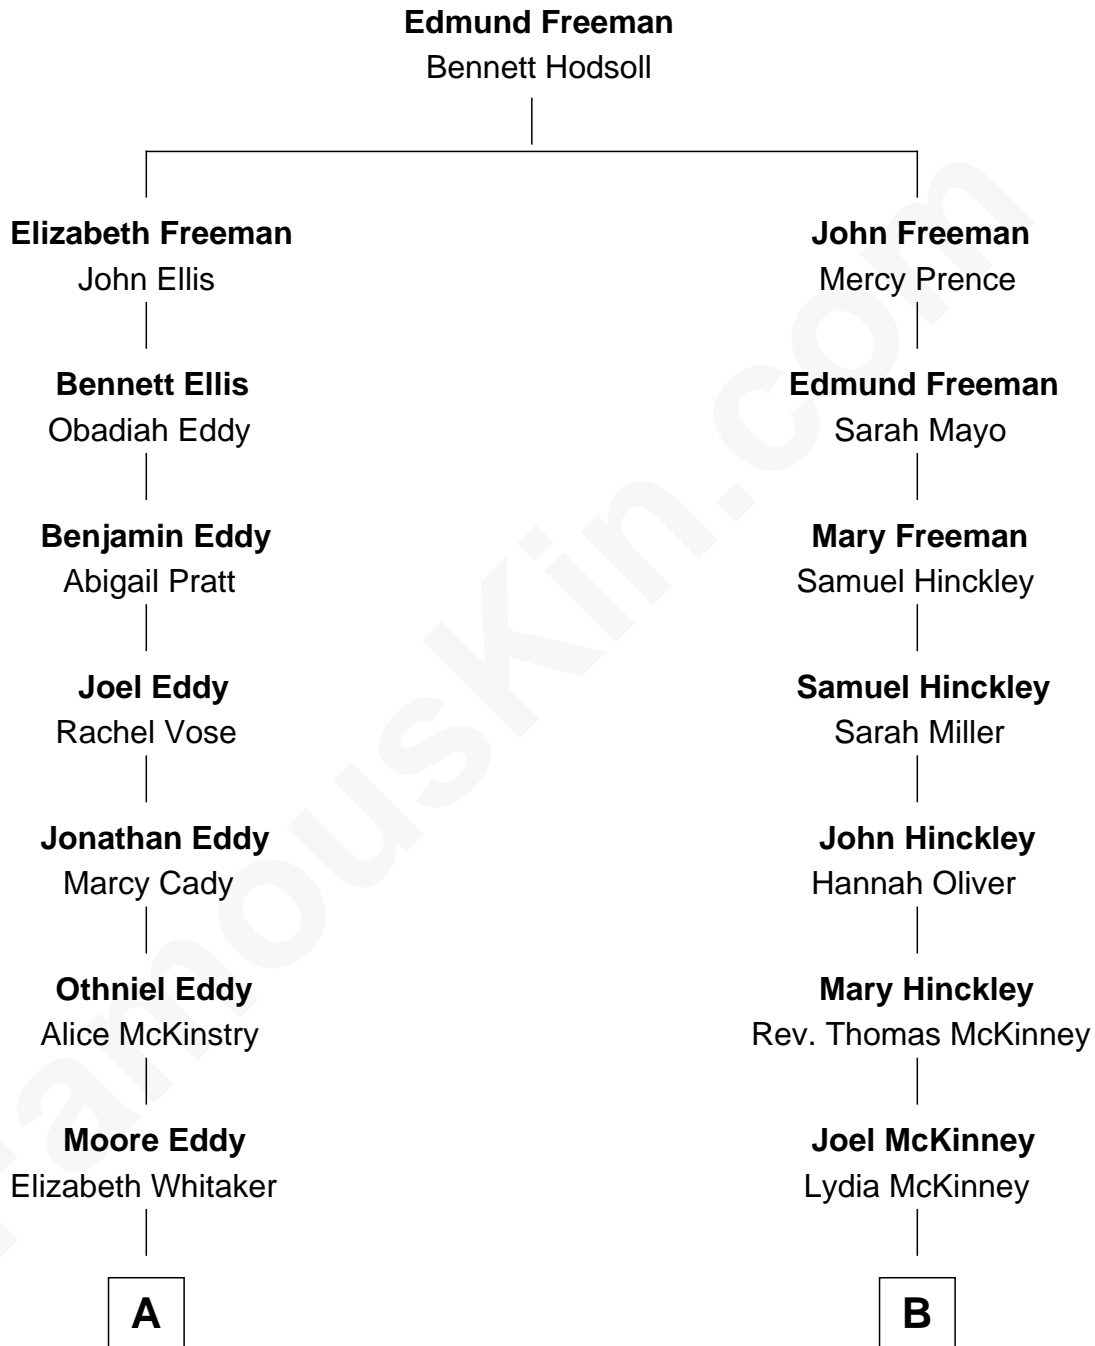 Edmund Freeman
Bennett Hodsoll
Elizabeth Freeman
John Ellis
John Freeman
Mercy Prence
Bennett Ellis
Obadiah Eddy
Edmund Freeman
Sarah Mayo
Benjamin Eddy
Abigail Pratt
Mary Freeman
Samuel Hinckley
Joel Eddy
Rachel Vose
Samuel Hinckley
Sarah Miller
Jonathan Eddy
Marcy Cady
John Hinckley
Hannah Oliver
Othniel Eddy
Alice McKinstry
Mary Hinckley
Rev. Thomas McKinney
Moore Eddy
Elizabeth Whitaker
Joel McKinney
Lydia McKinney
A
B
FamousKin.com